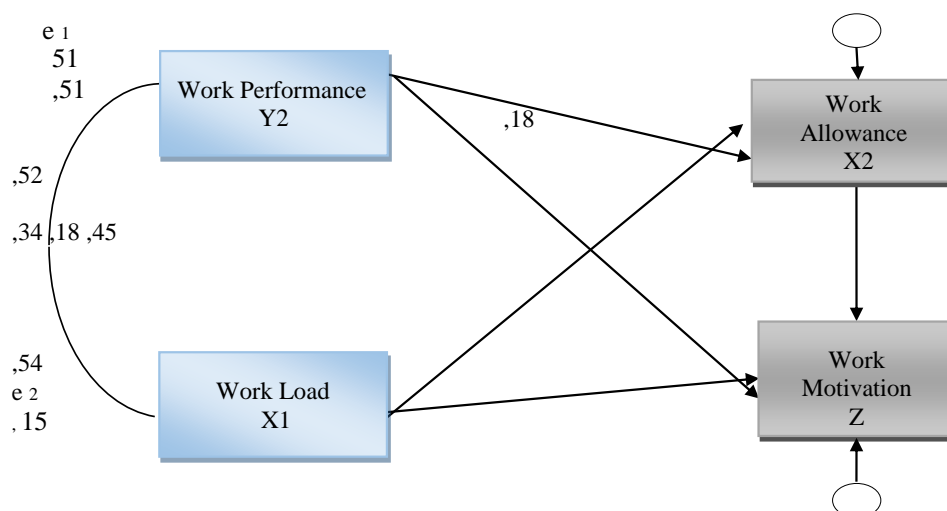 e 1
51
,51
Work Performance
Y2
,18
Work
Allowance
X2
,52
,34 ,18 ,45
,54
e 2
, 15
Work Load
X1
Work
Motivation
Z